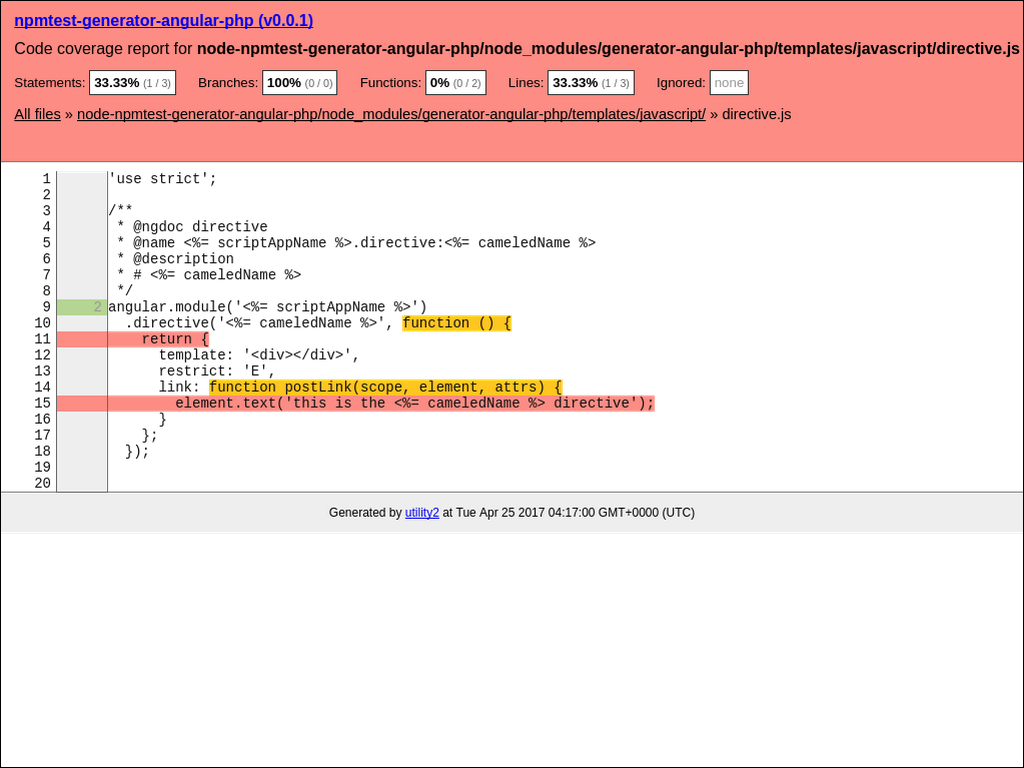 npmtest-generator-angular-php (v0.0.1)
Code coverage report for node-npmtest-generator-angular-php/node_modules/generator-angular-php/templates/javascript/directive.js
Statements: 33.33% (1 / 3) Branches: 100% (0 / 0) Functions: 0% (0 / 2) Lines: 33.33% (1 / 3) Ignored: none
All files » node-npmtest-generator-angular-php/node_modules/generator-angular-php/templates/javascript/ » directive.js
1 'use strict';
2
3 /**
4  * @ngdoc directive
5  * @name <%= scriptAppName %>.directive:<%= cameledName %>
6  * @description
7  * # <%= cameledName %>
8  */
9 2 angular.module('<%= scriptAppName %>')
10   .directive('<%= cameledName %>', function () {
11     return {
12       template: '<div></div>',
13       restrict: 'E',
14       link: function postLink(scope, element, attrs) {
15         element.text('this is the <%= cameledName %> directive');
16       }
17     };
18   });
19
20
Generated by utility2 at Tue Apr 25 2017 04:17:00 GMT+0000 (UTC)